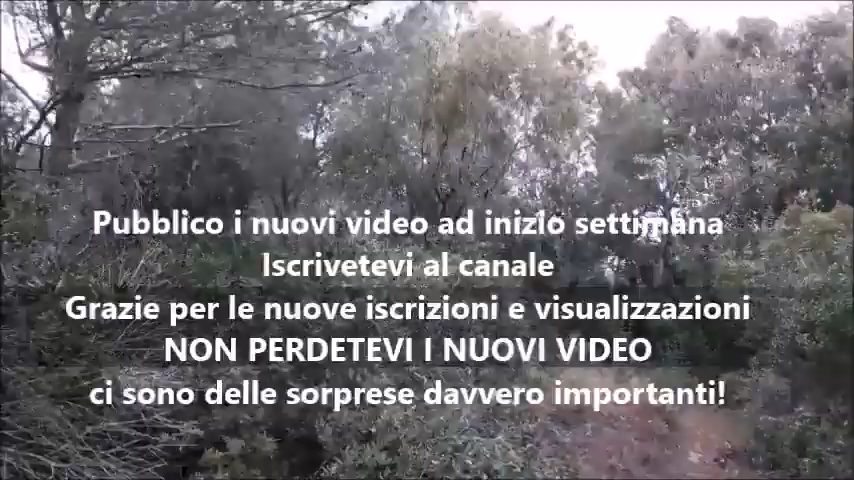 Pubblico i nuovi video ad inizio settimana
Iscrivetevi al canale
Grazie per le nuove iscrizioni e visualizzazioni
NON PERDETEVI I NUOVI VIDEO
ci sono delle sorprese davvero importanti!